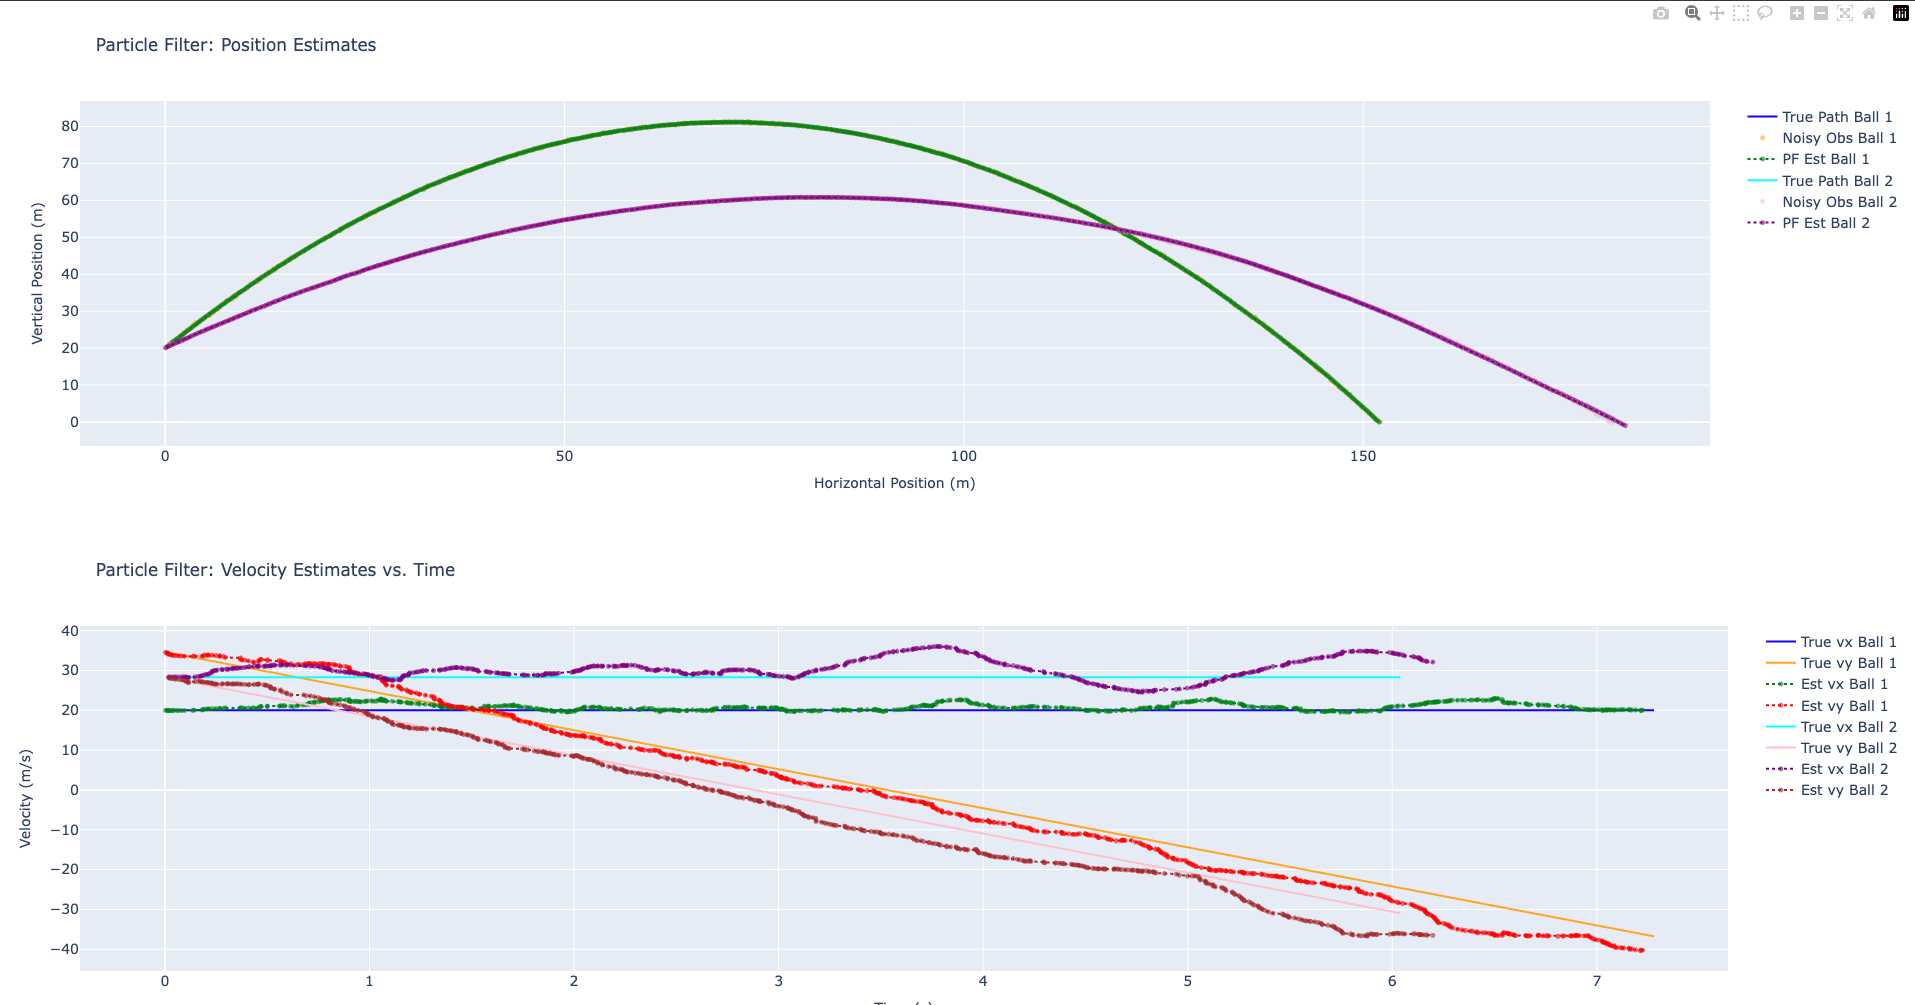 Particle Filter: Position Estimates
80
70
60
50
40
30
20
10
0
Vertical Position (m)
0 50 100 150
Horizontal Position (m)
True Path Ball 1
Noisy Obs Ball 1
PF Est Ball 1
True Path Ball 2
Noisy Obs Ball 2
PF Est Ball 2
Particle Filter: Velocity Estimates vs. Time
40
30
20
10
0
−10
−20
−30
−40
Velocity (m/s)
0 1 2 3 4 5 6 7
True vx Ball 1
True vy Ball 1
Est vx Ball 1
Est vy Ball 1
True vx Ball 2
True vy Ball 2
Est vx Ball 2
Est vy Ball 2